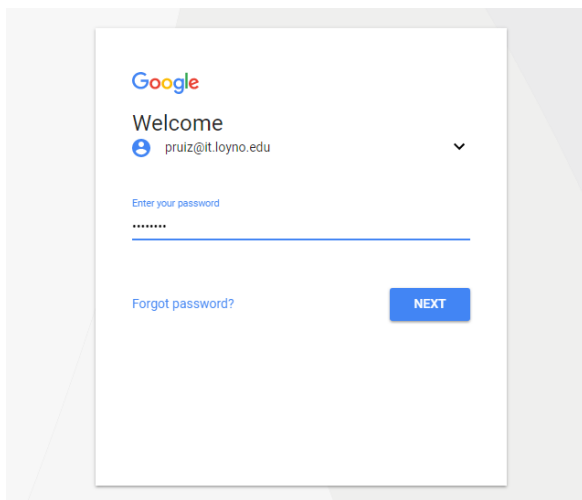 Google
Welcome
pruiz@it.loyno.edu
Enter your password
••••••••
Forgot password?
NEXT